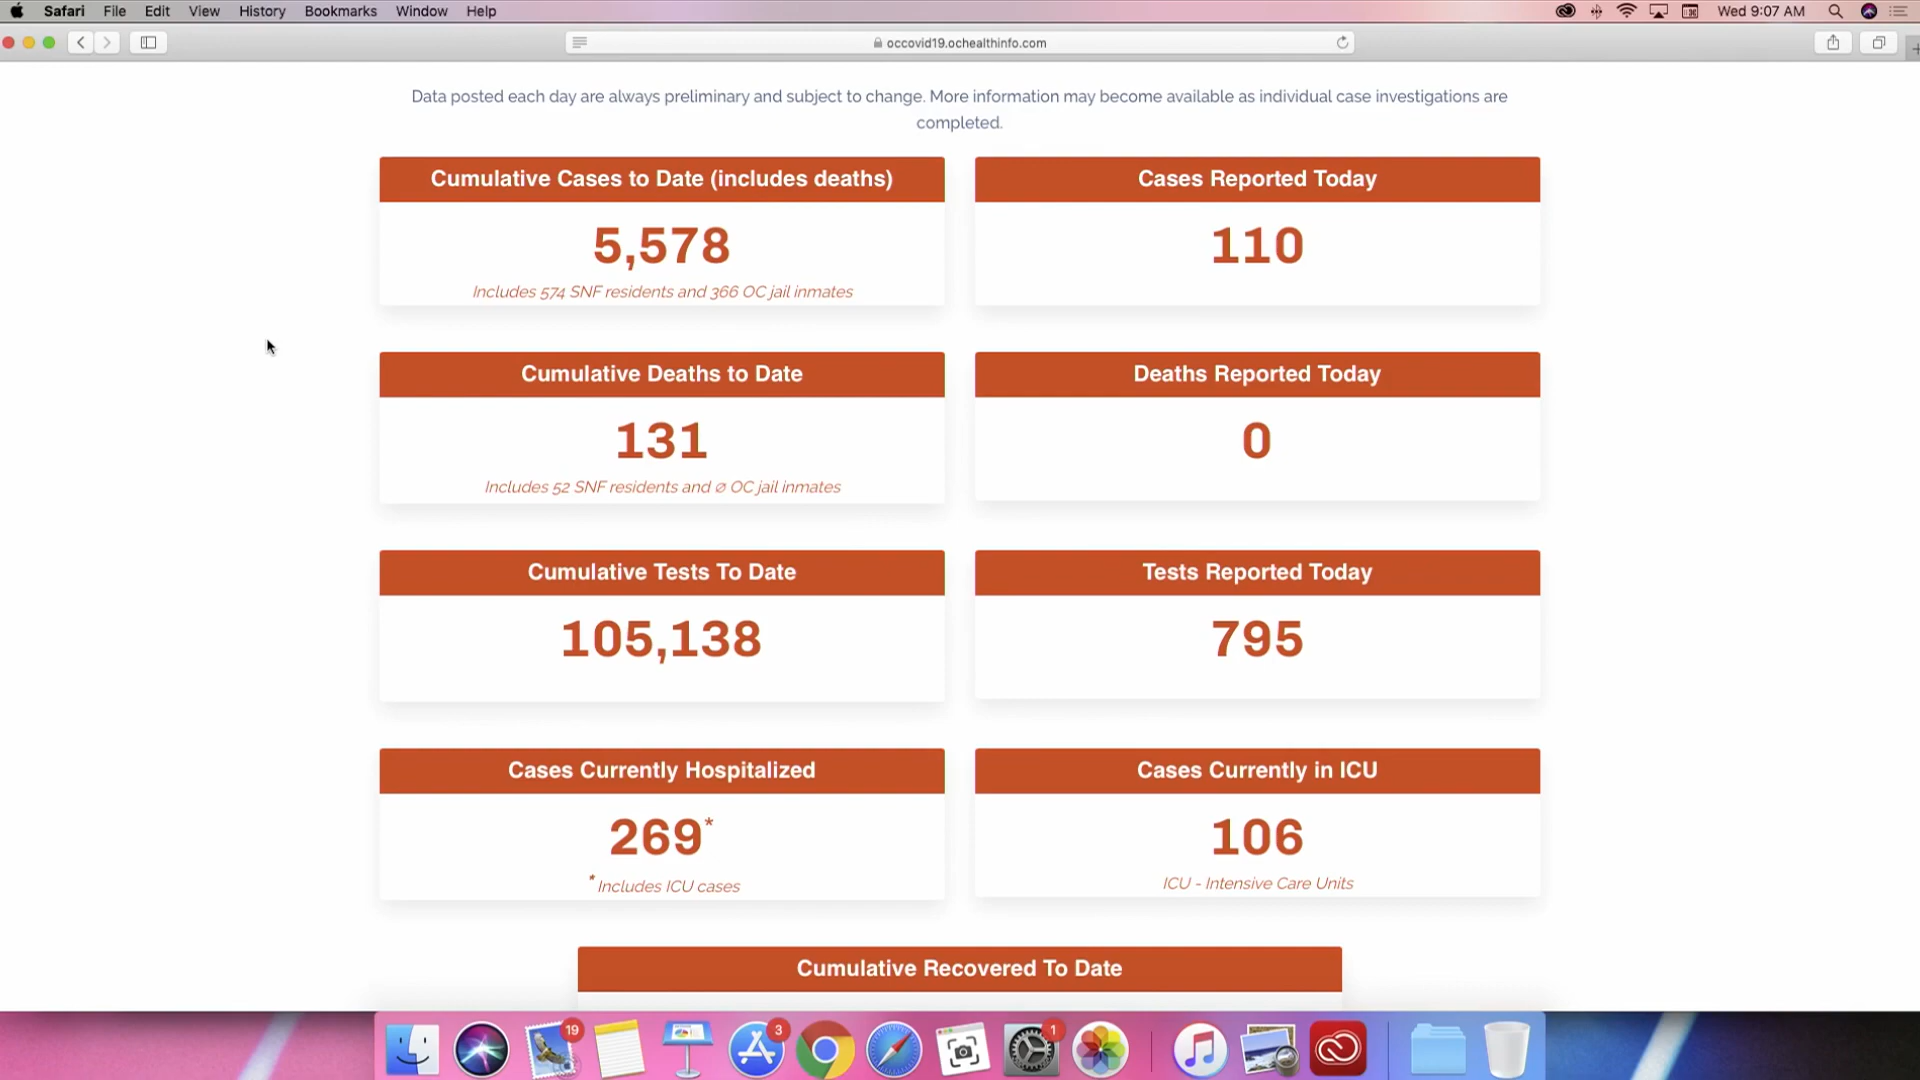 Safari File Edit View History Bookmarks Window Help Wed 9:07 AM
occovid19.ochealthinfo.com
Data posted each day are always preliminary and subject to change. More information may become available as individual case investigations are
completed.
Cumulative Cases to Date (includes deaths)
5,578
Includes 574 SNF residents and 366 OC jail inmates
Cases Reported Today
110
Cumulative Deaths to Date
131
Includes 52 SNF residents and ∅ OC jail inmates
Deaths Reported Today
0
Cumulative Tests To Date
105,138
Tests Reported Today
795
Cases Currently Hospitalized
269*
* Includes ICU cases
Cases Currently in ICU
106
ICU - Intensive Care Units
Cumulative Recovered To Date
19 3 1